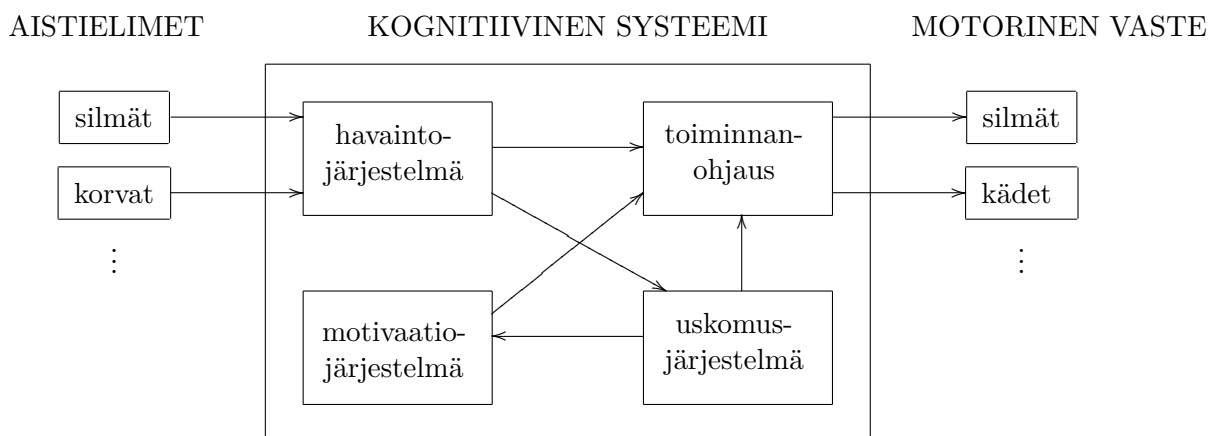 AISTIELIMET
KOGNITIIVINEN SYSTEEMI
MOTORINEN VASTE
silmät
korvat
⋮
havainto-
järjestelmä
toiminnan-
ohjaus
motivaatio-
järjestelmä
uskomus-
järjestelmä
silmät
kädet
⋮